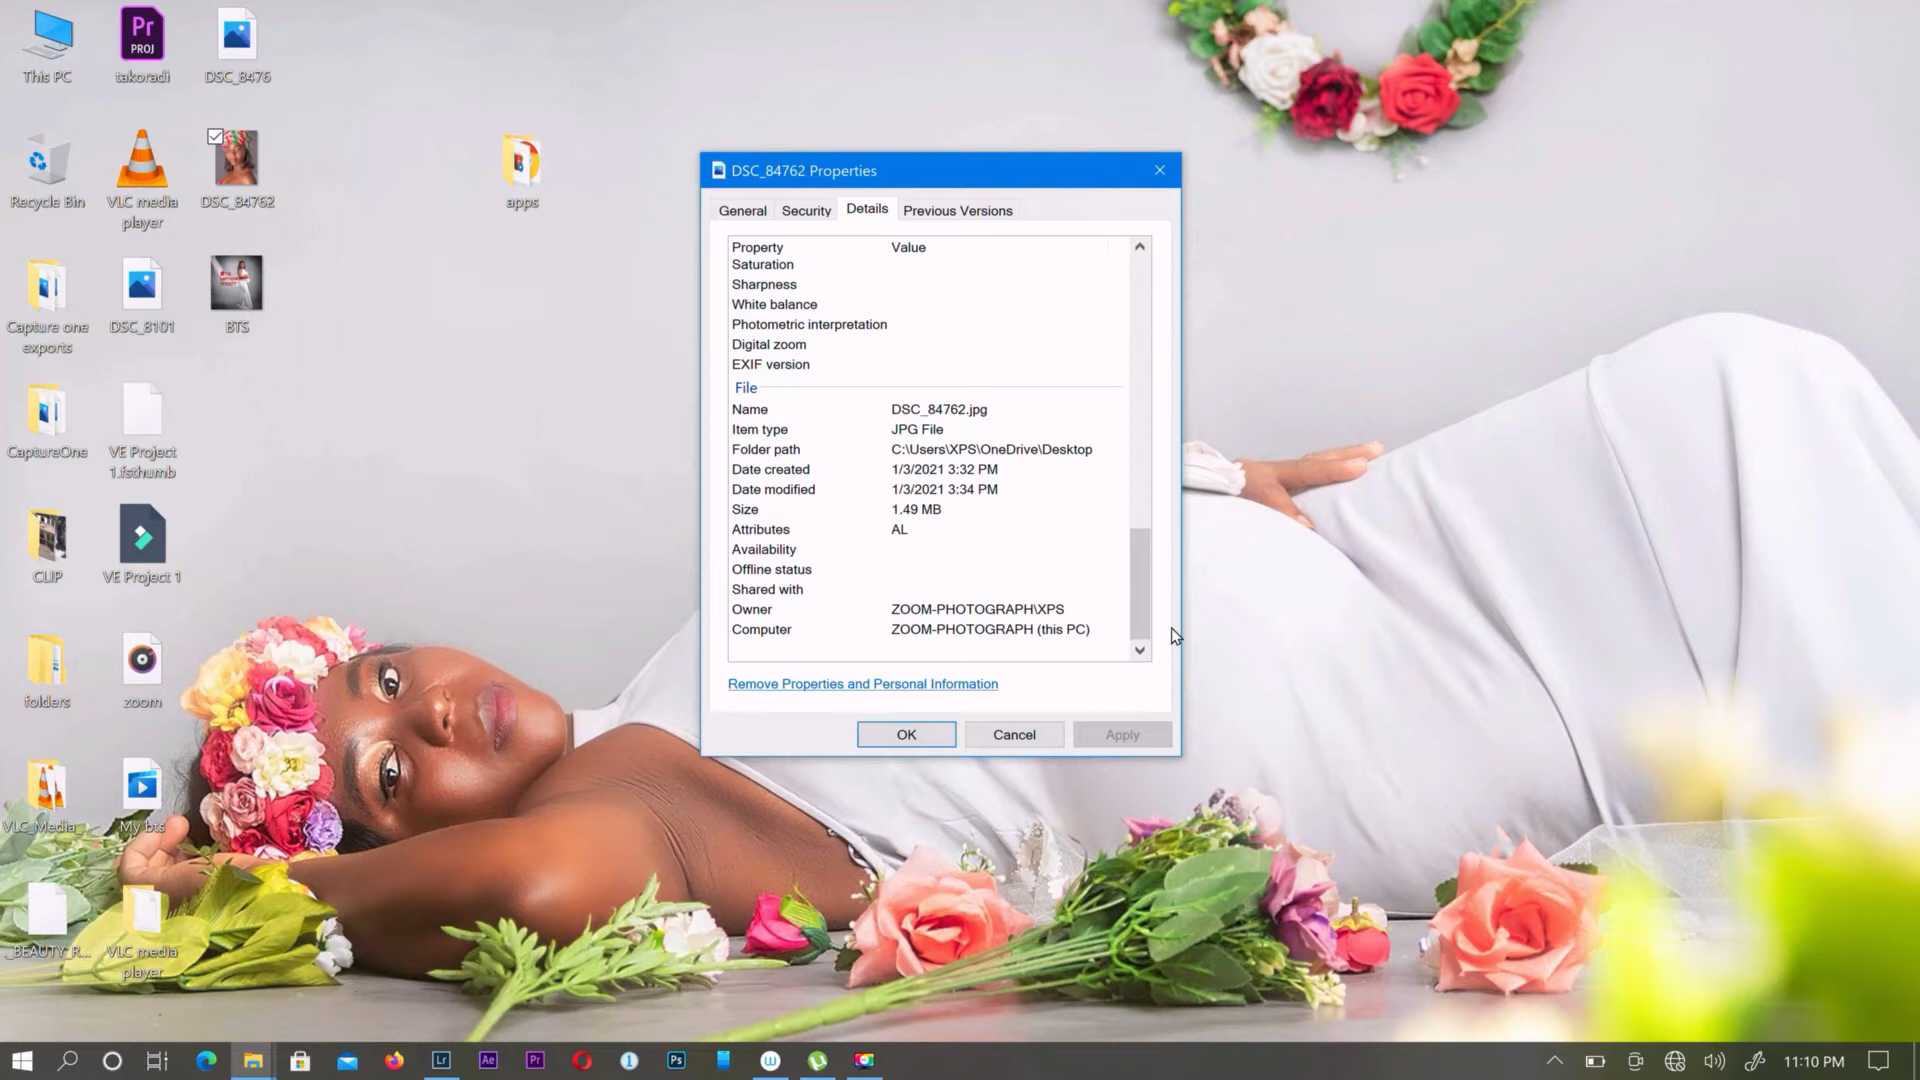 This PC
takoradi
DSC_8476
Recycle Bin
VLC media
player
DSC_84762
apps
Capture one
exports
DSC_8101
BTS
CaptureOne
VE Project
1.fsthumb
CLIP
VE Project 1
folders
zoom
VLC_Media_
My bts
._BEAUTY_R...
VLC media
player
Pr
PROJ
DSC_84762 Properties
General Security Details Previous Versions
Property Value
Saturation
Sharpness
White balance
Photometric interpretation
Digital zoom
EXIF version
File
Name DSC_84762.jpg
Item type JPG File
Folder path C:\Users\XPS\OneDrive\Desktop
Date created 1/3/2021 3:32 PM
Date modified 1/3/2021 3:34 PM
Size 1.49 MB
Attributes AL
Availability
Offline status
Shared with
Owner ZOOM-PHOTOGRAPH\XPS
Computer ZOOM-PHOTOGRAPH (this PC)
Remove Properties and Personal Information
OK Cancel Apply
Lr Ae Pr 1 Ps
11:10 PM